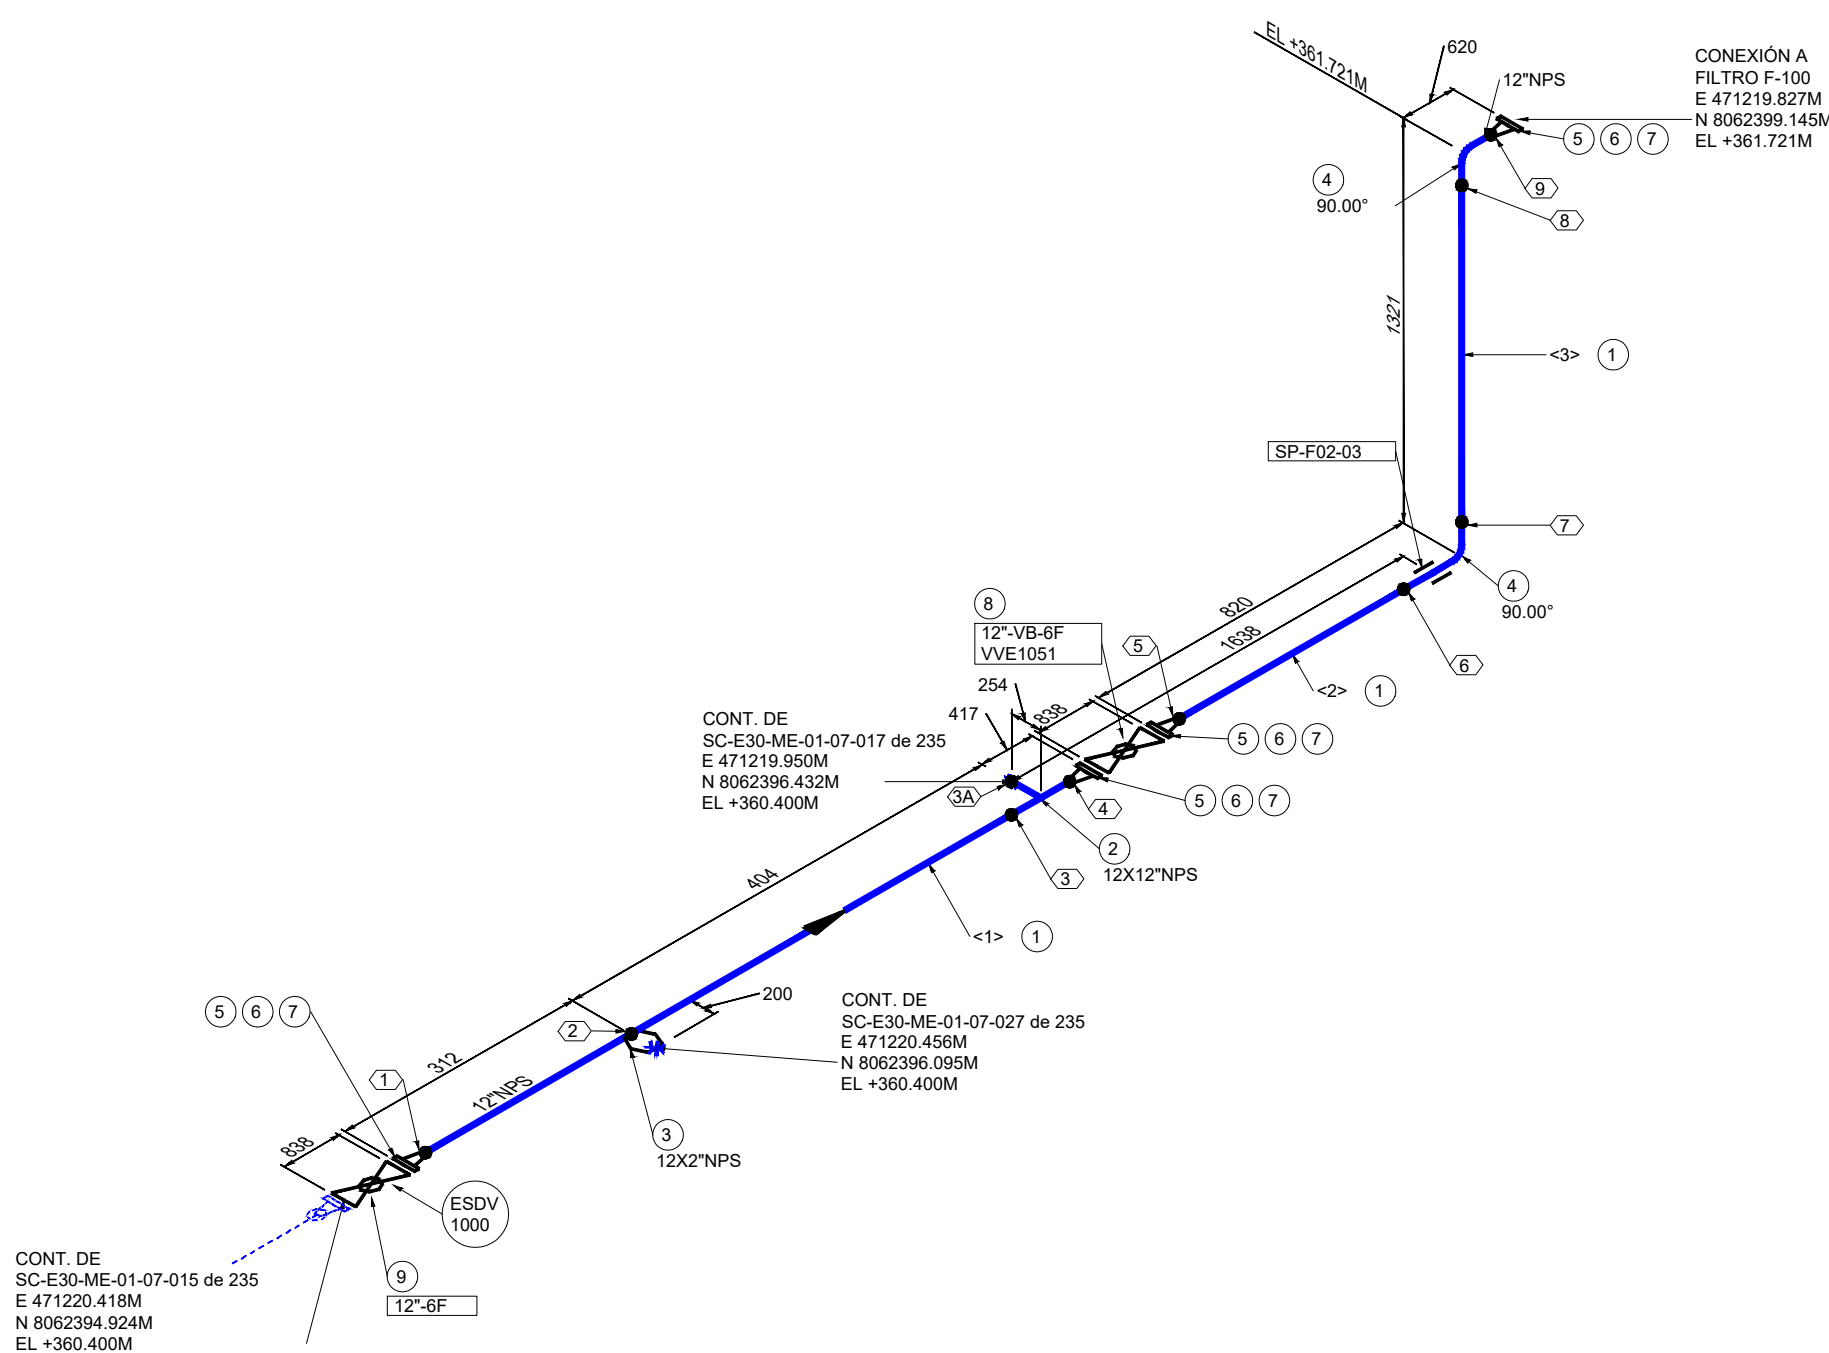 EL +361.721M
620
12"NPS
CONEXIÓN A
FILTRO F-100
E 471219.827M
N 8062399.145M
EL +361.721M
5 6 7
4
90.00°
9
8
1321
<3> 1
SP-F02-03
7
4
90.00°
820
1638
8
12"-VB-6F
VVE1051
5
6
<2> 1
254
417
838
CONT. DE
SC-E30-ME-01-07-017 de 235
E 471219.950M
N 8062396.432M
EL +360.400M
5 6 7
3A
4
5 6 7
2
12X12"NPS
3
404
<1> 1
200
CONT. DE
SC-E30-ME-01-07-027 de 235
E 471220.456M
N 8062396.095M
EL +360.400M
5 6 7
2
312
1
12"NPS
3
12X2"NPS
838
ESDV
1000
9
12"-6F
CONT. DE
SC-E30-ME-01-07-015 de 235
E 471220.418M
N 8062394.924M
EL +360.400M